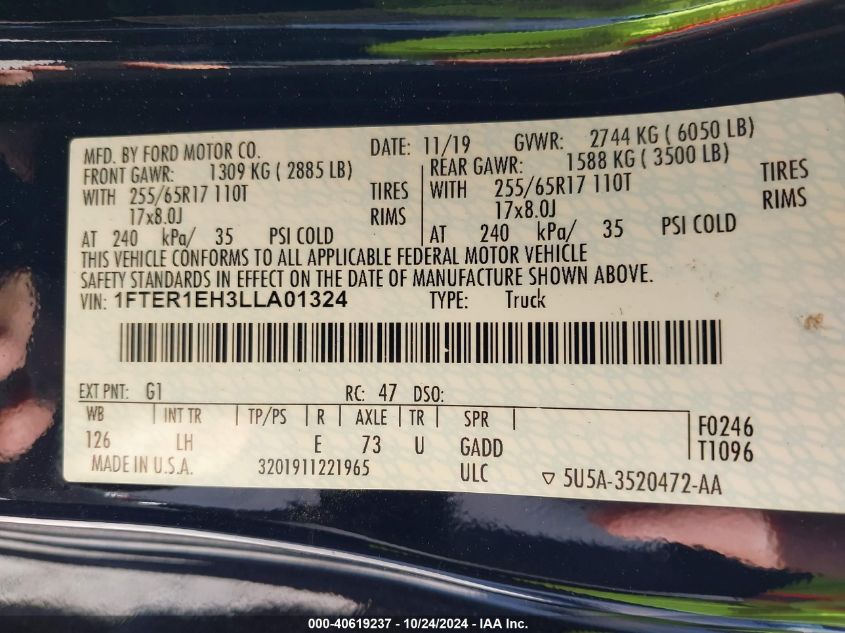 MFD. BY FORD MOTOR CO. DATE: 11/19 GVWR: 2744 KG ( 6050 LB)
FRONT GAWR: 1309 KG ( 2885 LB) REAR GAWR: 1588 KG ( 3500 LB)
WITH 255/65R17 110T TIRES WITH 255/65R17 110T TIRES
17x8.0J RIMS 17x8.0J RIMS
AT 240 kPa/ 35 PSI COLD AT 240 kPa/ 35 PSI COLD
THIS VEHICLE CONFORMS TO ALL APPLICABLE FEDERAL MOTOR VEHICLE
SAFETY STANDARDS IN EFFECT ON THE DATE OF MANUFACTURE SHOWN ABOVE.
VIN: 1FTER1EH3LLA01324 TYPE: Truck
EXT PNT: G1 RC: 47 DSO:
WB INT TR TP/PS R AXLE TR SPR
126 LH E 73 U GADD
F0246
T1096
MADE IN U.S.A. 3201911221965 ULC
▽ 5U5A-3520472-AA
000-40619237 - 10/24/2024 - IAA Inc.